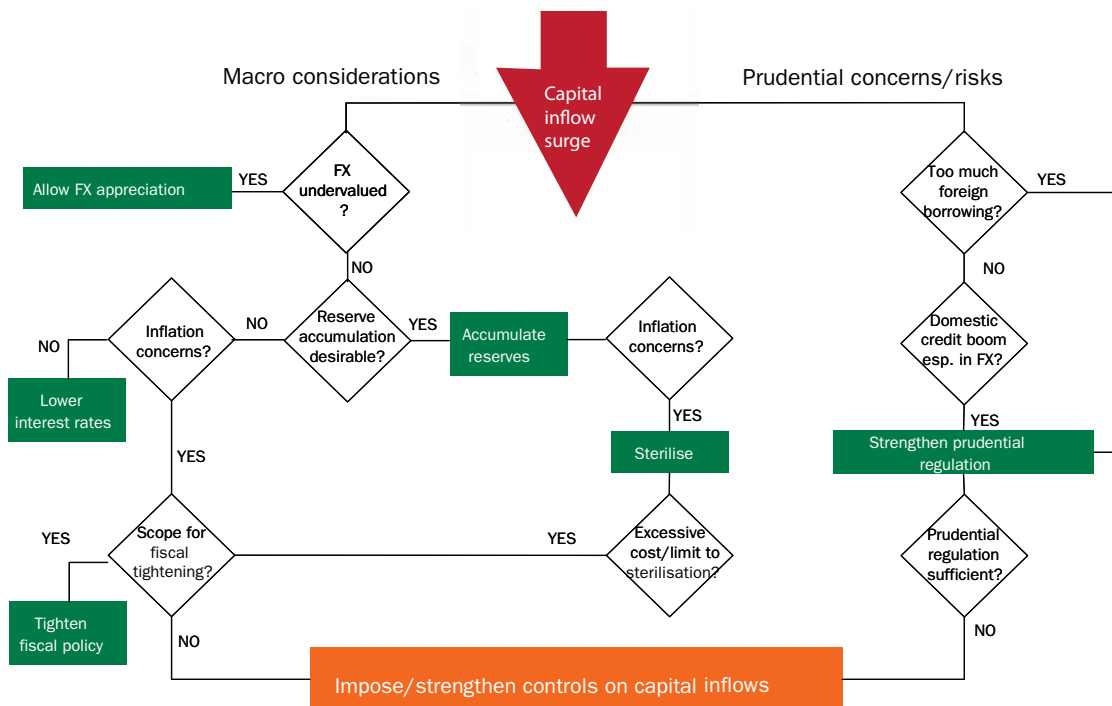 Macro considerations
Prudential concerns/risks
Capital
inflow
surge
FX
undervalued
?
YES
Allow FX appreciation
Too much
foreign
borrowing?
YES
NO
NO
Inflation
concerns?
NO
Reserve
accumulation
desirable?
YES
Accumulate
reserves
Inflation
concerns?
Domestic
credit boom
esp. in FX?
NO
Lower
interest rates
YES
YES
Sterilise
YES
Strengthen prudential
regulation
YES
Scope for
fiscal
tightening?
YES
Excessive
cost/limit to
sterilisation?
Prudential
regulation
sufficient?
Tighten
fiscal policy
NO
NO
Impose/strengthen controls on capital inflows